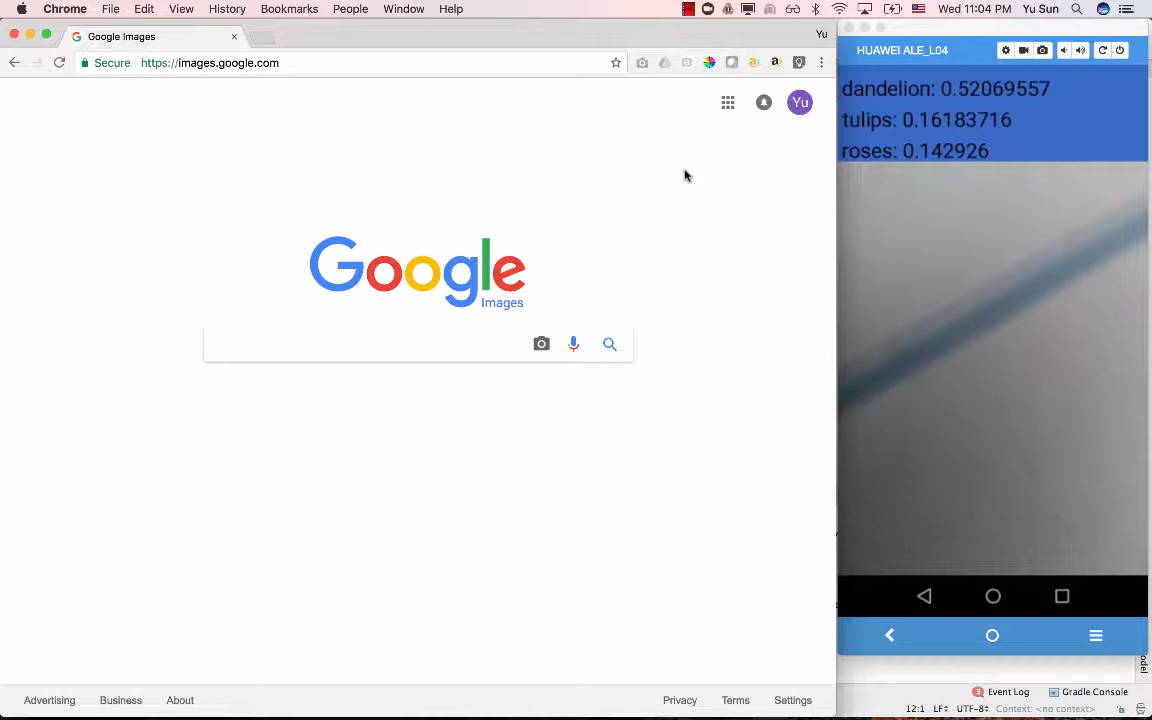 Chrome File Edit View History Bookmarks People Window Help
Wed 11:04 PM Yu Sun
Google Images
Yu
Secure https://images.google.com
Yu
Google
Images
Advertising Business About
Privacy Terms Settings
HUAWEI ALE_L04
dandelion: 0.52069557
tulips: 0.16183716
roses: 0.142926
odel
3 Event Log Gradle Console
12:1 LF UTF-8 Context: <no context>